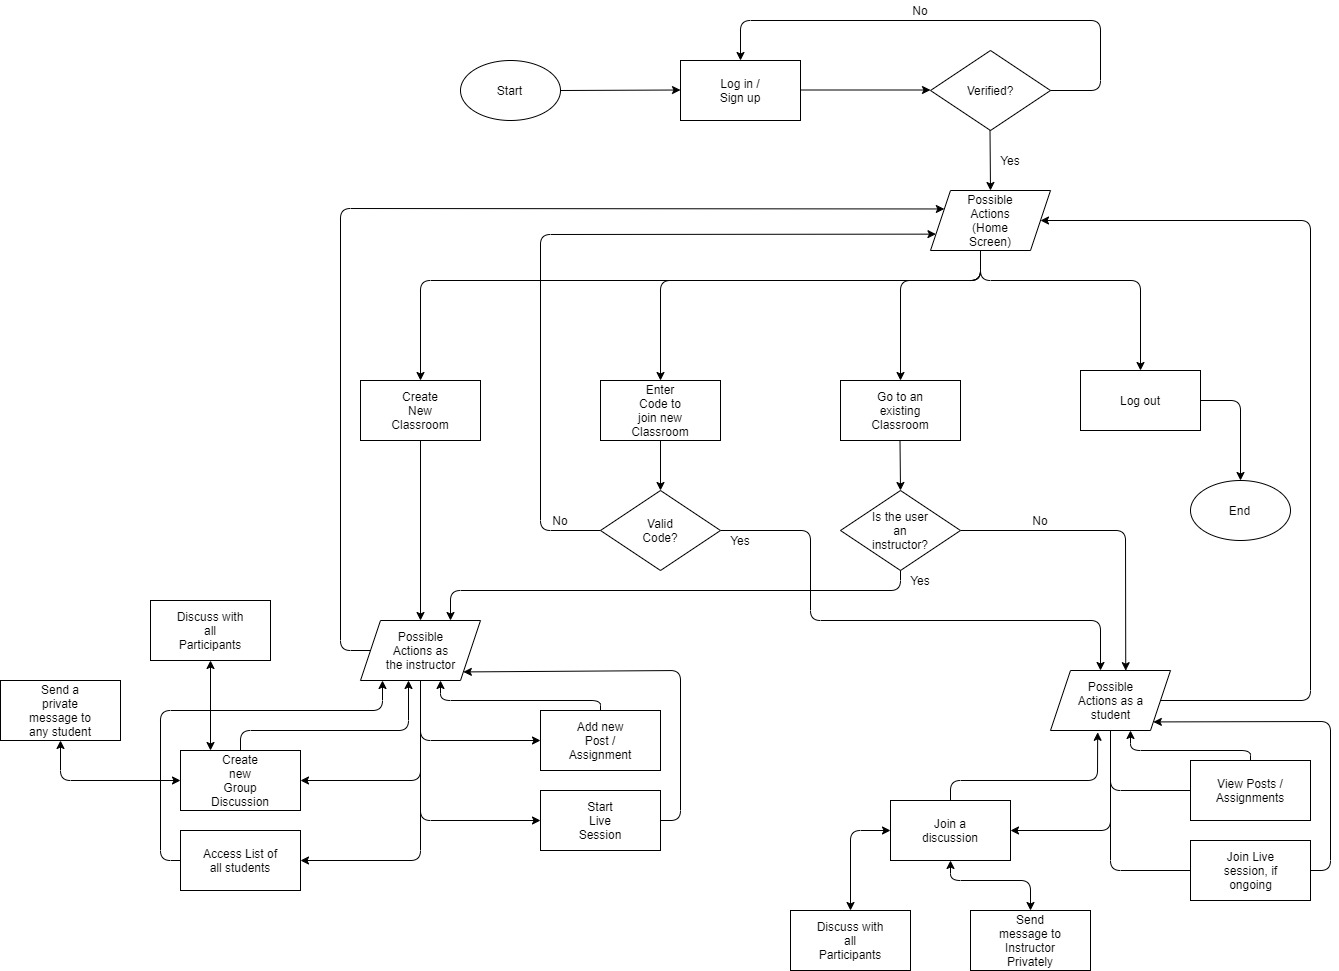 No
Start
Log in /
Sign up
Verified?
Yes
Possible
Actions
(Home
Screen)
Create
New
Classroom
Enter
Code to
join new
Classroom
Go to an
existing
Classroom
Log out
No
Valid
Code?
Yes
Is the user
an
instructor?
No
End
Yes
Discuss with
all
Participants
Possible
Actions as
the instructor
Send a
private
message to
any student
Possible
Actions as a
student
Add new
Post /
Assignment
Create
new
Group
Discussion
View Posts /
Assignments
Start
Live
Session
Join a
discussion
Access List of
all students
Join Live
session, if
ongoing
Discuss with
all
Participants
Send
message to
Instructor
Privately